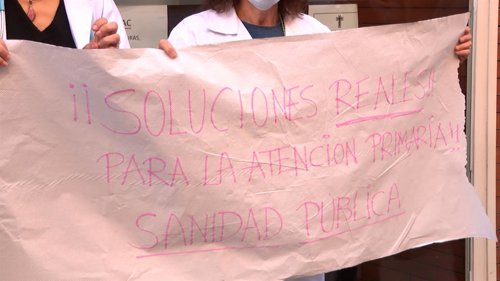 ¡¡SOLUCIONES REALES
PARA LA ATENCIÓN PRIMARIA!!
SANIDAD PÚBLICA